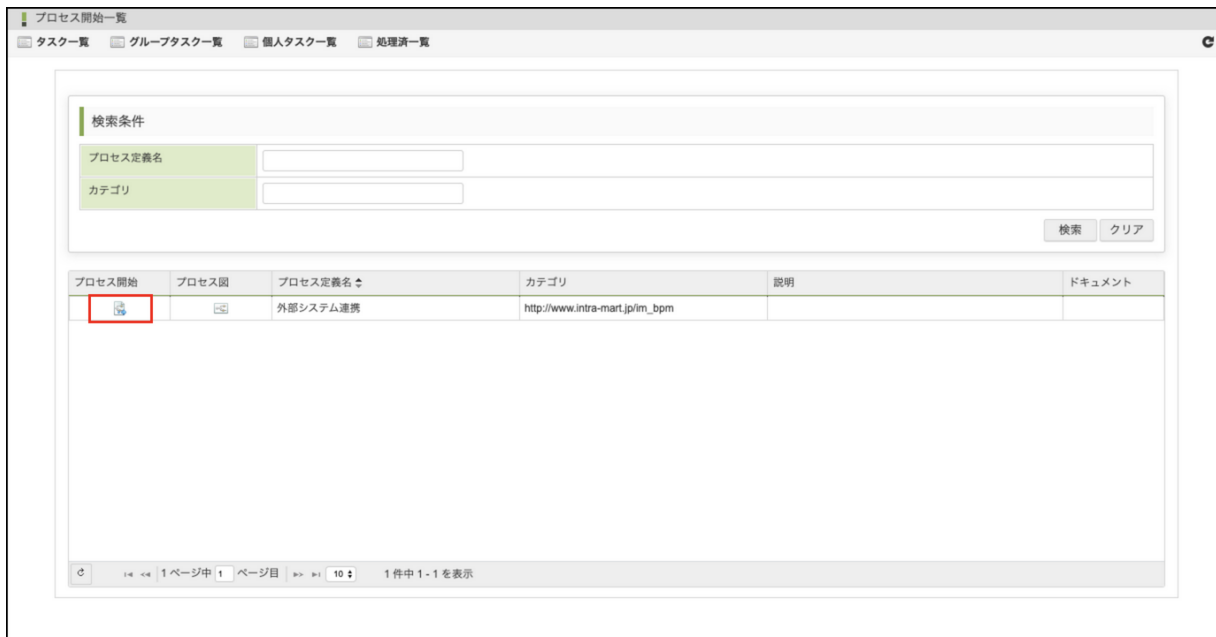 プロセス開始一覧
タスク一覧 グループタスク一覧 個人タスク一覧 処理済一覧
検索条件
プロセス定義名
カテゴリ
検索 クリア
プロセス開始 プロセス図 プロセス定義名 カテゴリ 説明 ドキュメント
外部システム連携 http://www.intra-mart.jp/im_bpm
1 ページ中 1 ページ目 10 1 件中 1 - 1 を表示